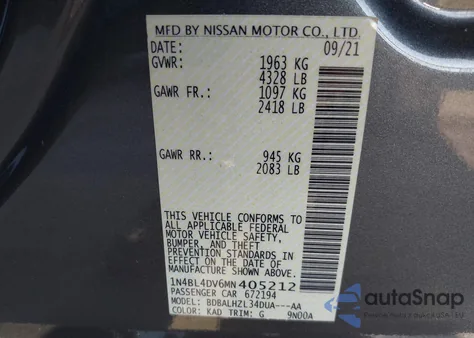 MFD BY NISSAN MOTOR CO., LTD.
DATE: 09/21
GVWR: 1963 KG
4328 LB
GAWR FR.: 1097 KG
2418 LB
GAWR RR.: 945 KG
2083 LB
THIS VEHICLE CONFORMS TO
ALL APPLICABLE FEDERAL
MOTOR VEHICLE SAFETY,
BUMPER, AND THEFT
PREVENTION STANDARDS
IN EFFECT ON THE DATE OF
MANUFACTURE SHOWN ABOVE.
1N4BL4DV6MN405212
PASSENGER CAR 672194
MODEL: BDBALHZL34DUA---AA
COLOR: KAD TRIM: G 9N00A
autoSnap